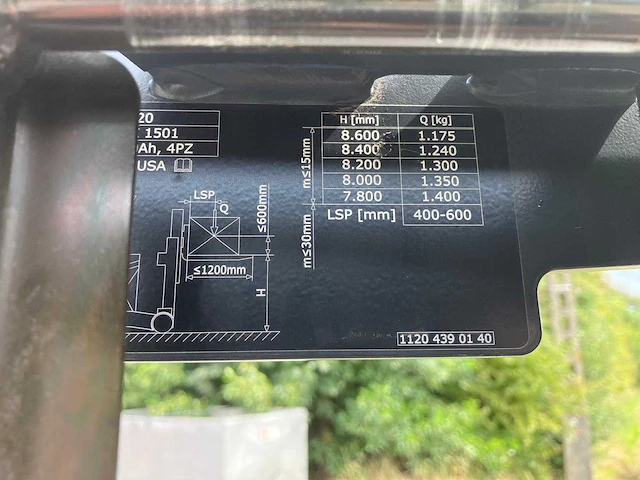 20
1501
Ah, 4PZ
USA
LSP
Q
≤600mm
≤1200mm
H
m≤15mm
m≤30mm
H [mm] Q [kg]
8.600 1.175
8.400 1.240
8.200 1.300
8.000 1.350
7.800 1.400
LSP [mm] 400-600
1120 439 01 40